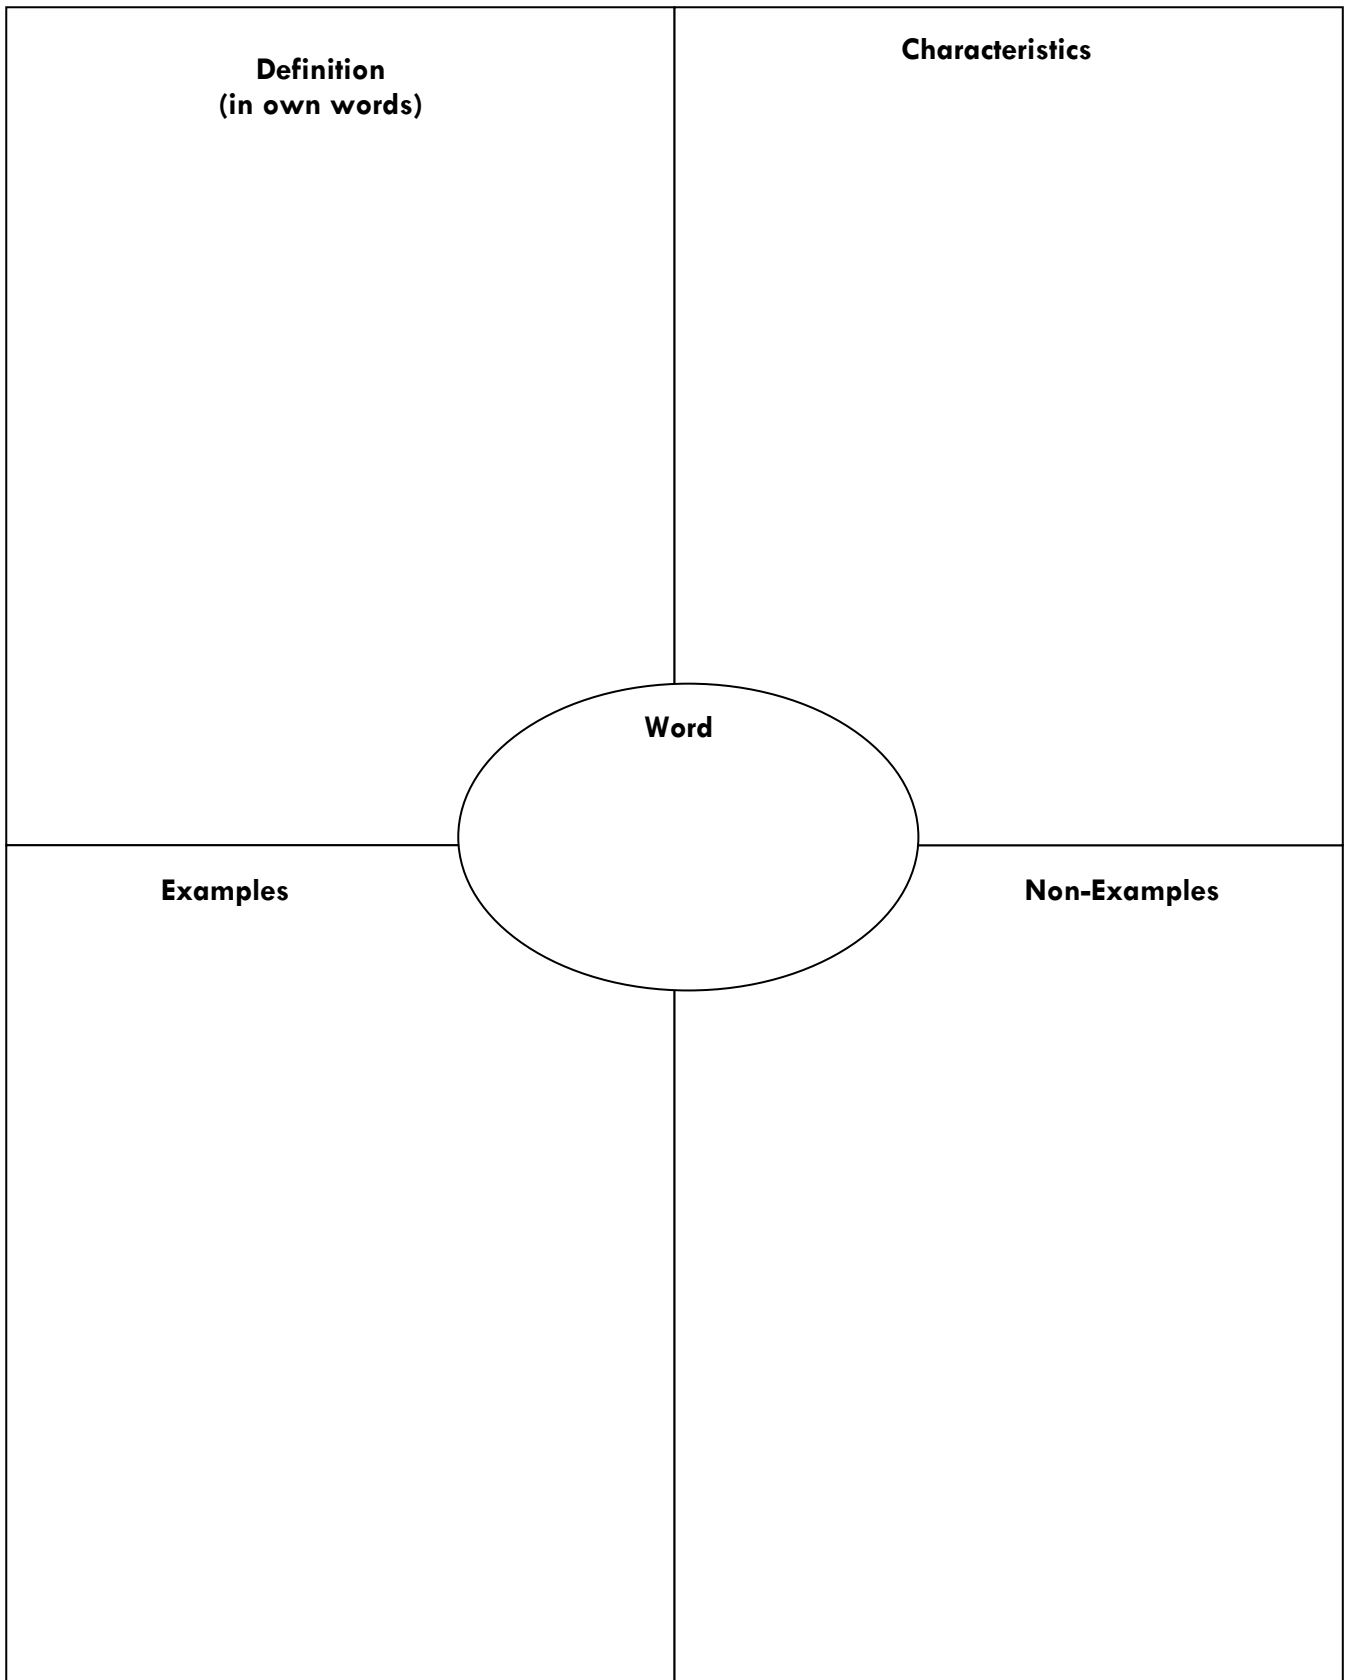 Definition
(in own words)
Characteristics
Word
Examples
Non-Examples